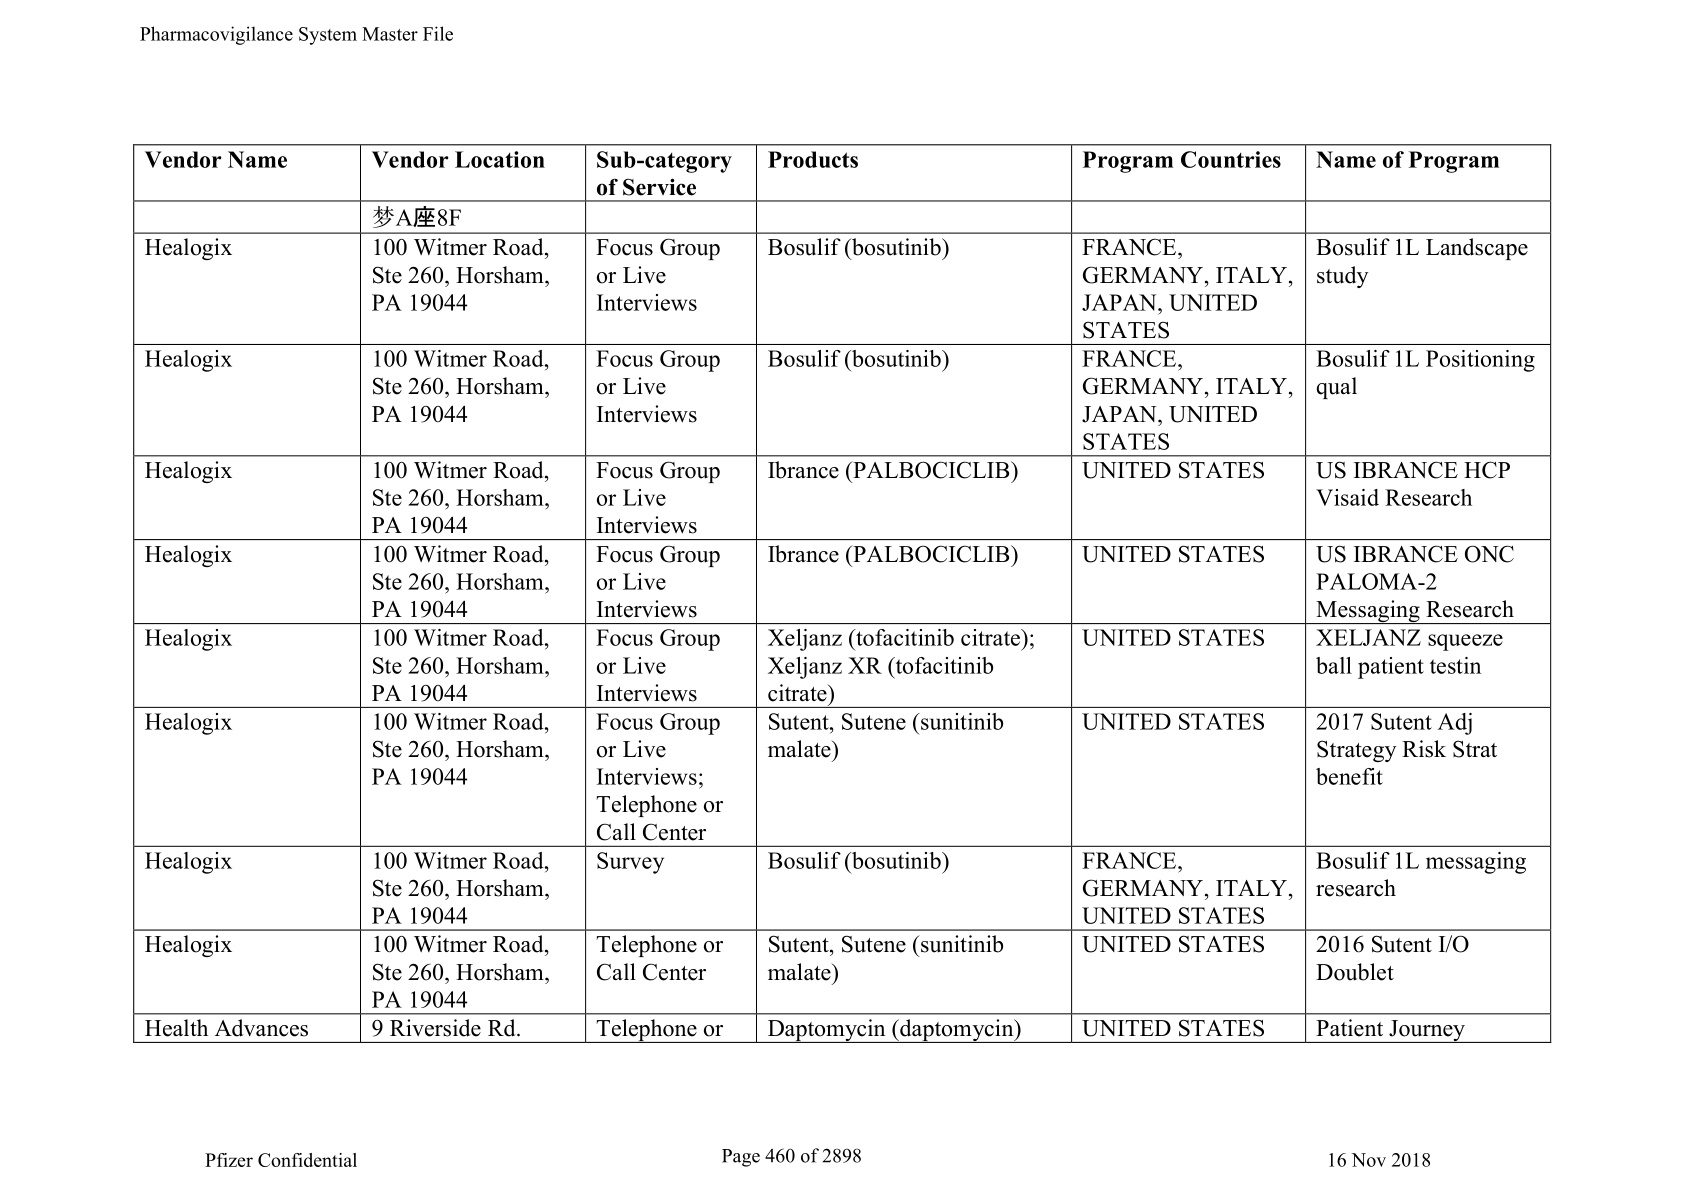 Pharmacovigilance System Master File
Vendor Name Vendor Location Sub-category of Service Products Program Countries Name of Program
梦A座8F
Healogix 100 Witmer Road, Ste 260, Horsham, PA 19044 Focus Group or Live Interviews Bosulif (bosutinib) FRANCE, GERMANY, ITALY, JAPAN, UNITED STATES Bosulif 1L Landscape study
Healogix 100 Witmer Road, Ste 260, Horsham, PA 19044 Focus Group or Live Interviews Bosulif (bosutinib) FRANCE, GERMANY, ITALY, JAPAN, UNITED STATES Bosulif 1L Positioning qual
Healogix 100 Witmer Road, Ste 260, Horsham, PA 19044 Focus Group or Live Interviews Ibrance (PALBOCICLIB) UNITED STATES US IBRANCE HCP Visaid Research
Healogix 100 Witmer Road, Ste 260, Horsham, PA 19044 Focus Group or Live Interviews Ibrance (PALBOCICLIB) UNITED STATES US IBRANCE ONC PALOMA-2 Messaging Research
Healogix 100 Witmer Road, Ste 260, Horsham, PA 19044 Focus Group or Live Interviews Xeljanz (tofacitinib citrate); Xeljanz XR (tofacitinib citrate) UNITED STATES XELJANZ squeeze ball patient testin
Healogix 100 Witmer Road, Ste 260, Horsham, PA 19044 Focus Group or Live Interviews; Telephone or Call Center Sutent, Sutene (sunitinib malate) UNITED STATES 2017 Sutent Adj Strategy Risk Strat benefit
Healogix 100 Witmer Road, Ste 260, Horsham, PA 19044 Survey Bosulif (bosutinib) FRANCE, GERMANY, ITALY, UNITED STATES Bosulif 1L messaging research
Healogix 100 Witmer Road, Ste 260, Horsham, PA 19044 Telephone or Call Center Sutent, Sutene (sunitinib malate) UNITED STATES 2016 Sutent I/O Doublet
Health Advances 9 Riverside Rd. Telephone or Daptomycin (daptomycin) UNITED STATES Patient Journey
Pfizer Confidential Page 460 of 2898 16 Nov 2018